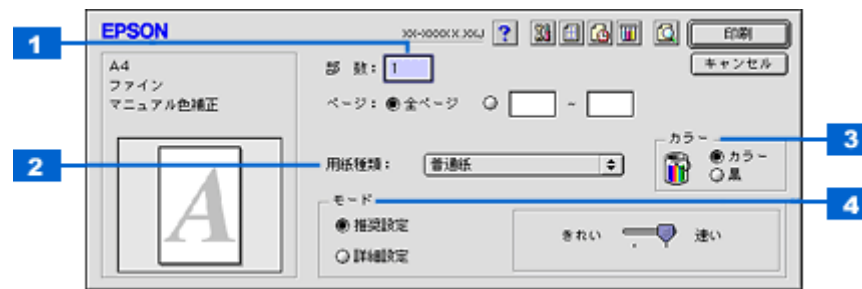 EPSON
XX-XXXXX X.XXJ
印刷
キャンセル
A4
ファイン
マニュアル色補正
A
1
部 数：1
ページ：全ページ ~
2
用紙種類：普通紙
3
カラー
カラー
黒
4
モード
推奨設定
詳細設定
きれい 速い